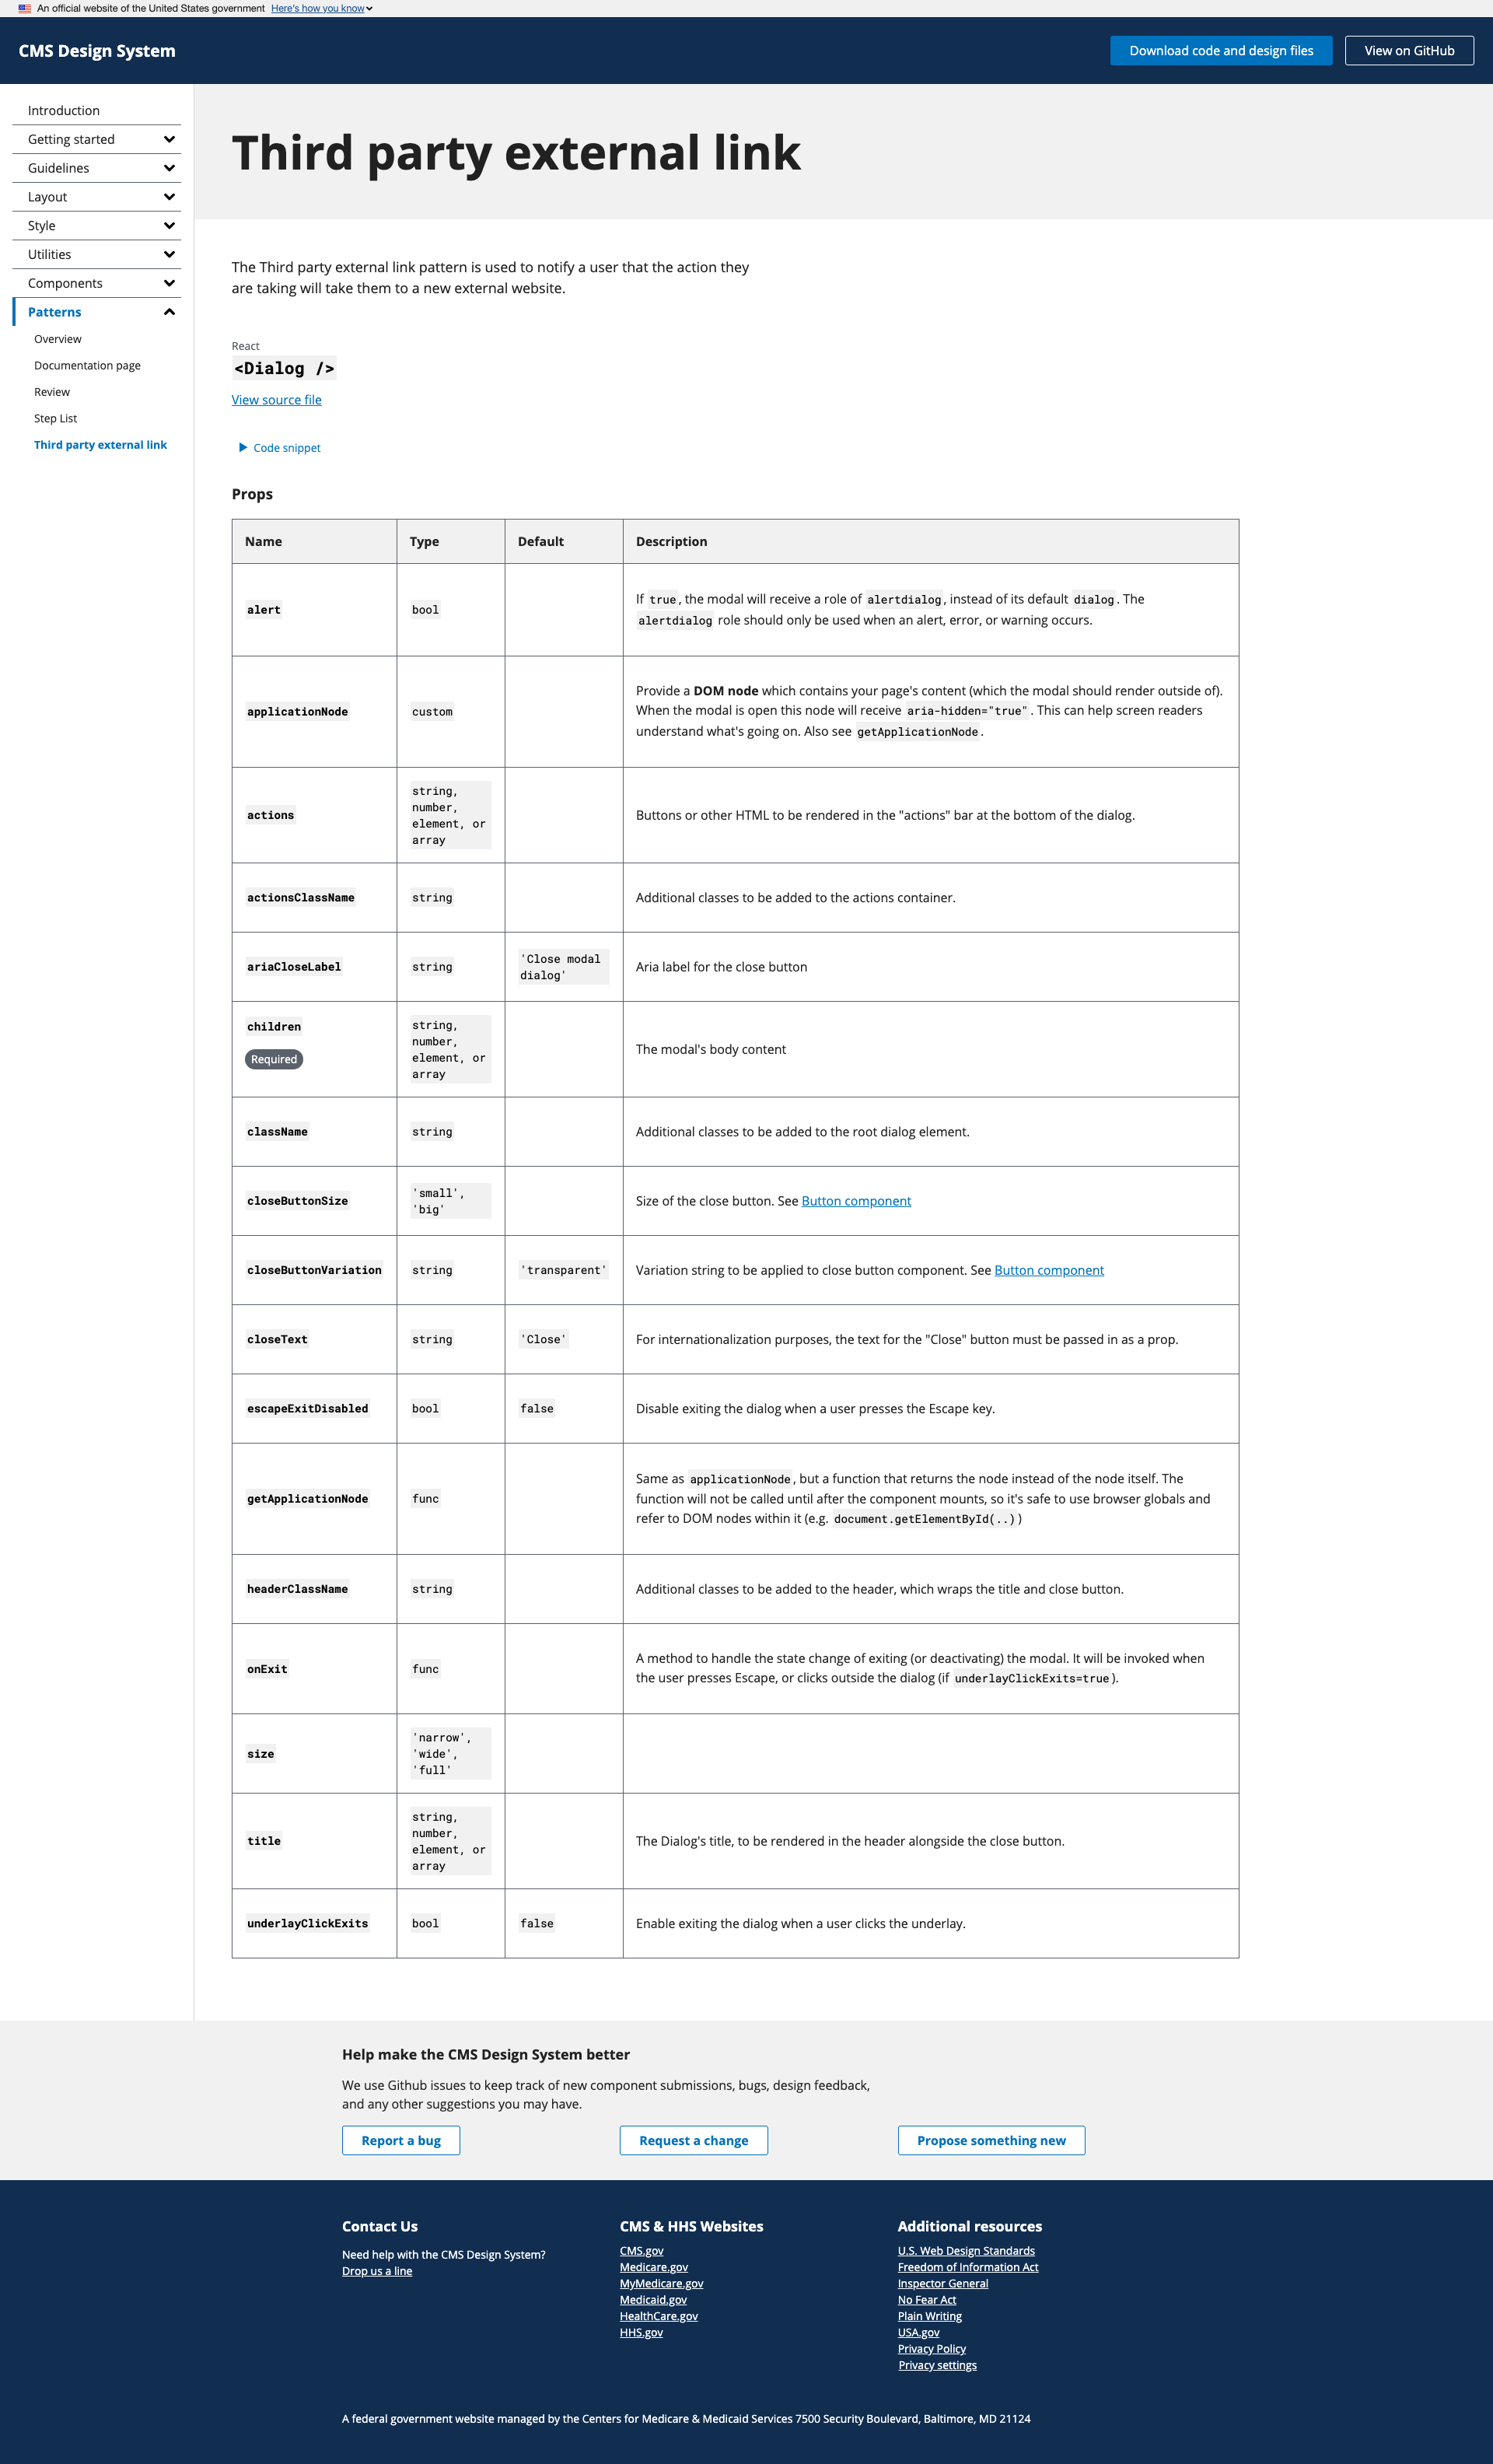 An official website of the United States government Here's how you know
CMS Design System
Download code and design files
View on GitHub
Introduction
Getting started
Guidelines
Layout
Style
Utilities
Components
Patterns
Overview
Documentation page
Review
Step List
Third party external link
Third party external link
The Third party external link pattern is used to notify a user that the action they
are taking will take them to a new external website.
React
<Dialog />
View source file
Code snippet
Props
Name Type Default Description
alert bool
If true, the modal will receive a role of alertdialog, instead of its default dialog. The
alertdialog role should only be used when an alert, error, or warning occurs.
applicationNode custom
Provide a DOM node which contains your page's content (which the modal should render outside of).
When the modal is open this node will receive aria-hidden="true". This can help screen readers
understand what's going on. Also see getApplicationNode.
actions
string,
number,
element, or
array
Buttons or other HTML to be rendered in the "actions" bar at the bottom of the dialog.
actionsClassName string Additional classes to be added to the actions container.
ariaCloseLabel string
'Close modal
dialog'
Aria label for the close button
children
Required
string,
number,
element, or
array
The modal's body content
className string Additional classes to be added to the root dialog element.
closeButtonSize
'small',
'big'
Size of the close button. See Button component
closeButtonVariation string 'transparent' Variation string to be applied to close button component. See Button component
closeText string 'Close' For internationalization purposes, the text for the "Close" button must be passed in as a prop.
escapeExitDisabled bool false Disable exiting the dialog when a user presses the Escape key.
getApplicationNode func
Same as applicationNode, but a function that returns the node instead of the node itself. The
function will not be called until after the component mounts, so it's safe to use browser globals and
refer to DOM nodes within it (e.g. document.getElementById(..))
headerClassName string Additional classes to be added to the header, which wraps the title and close button.
onExit func
A method to handle the state change of exiting (or deactivating) the modal. It will be invoked when
the user presses Escape, or clicks outside the dialog (if underlayClickExits=true).
size
'narrow',
'wide',
'full'
title
string,
number,
element, or
array
The Dialog's title, to be rendered in the header alongside the close button.
underlayClickExits bool false Enable exiting the dialog when a user clicks the underlay.
Help make the CMS Design System better
We use Github issues to keep track of new component submissions, bugs, design feedback,
and any other suggestions you may have.
Report a bug
Request a change
Propose something new
Contact Us
Need help with the CMS Design System?
Drop us a line
CMS & HHS Websites
CMS.gov
Medicare.gov
MyMedicare.gov
Medicaid.gov
HealthCare.gov
HHS.gov
Additional resources
U.S. Web Design Standards
Freedom of Information Act
Inspector General
No Fear Act
Plain Writing
USA.gov
Privacy Policy
Privacy settings
A federal government website managed by the Centers for Medicare & Medicaid Services 7500 Security Boulevard, Baltimore, MD 21124